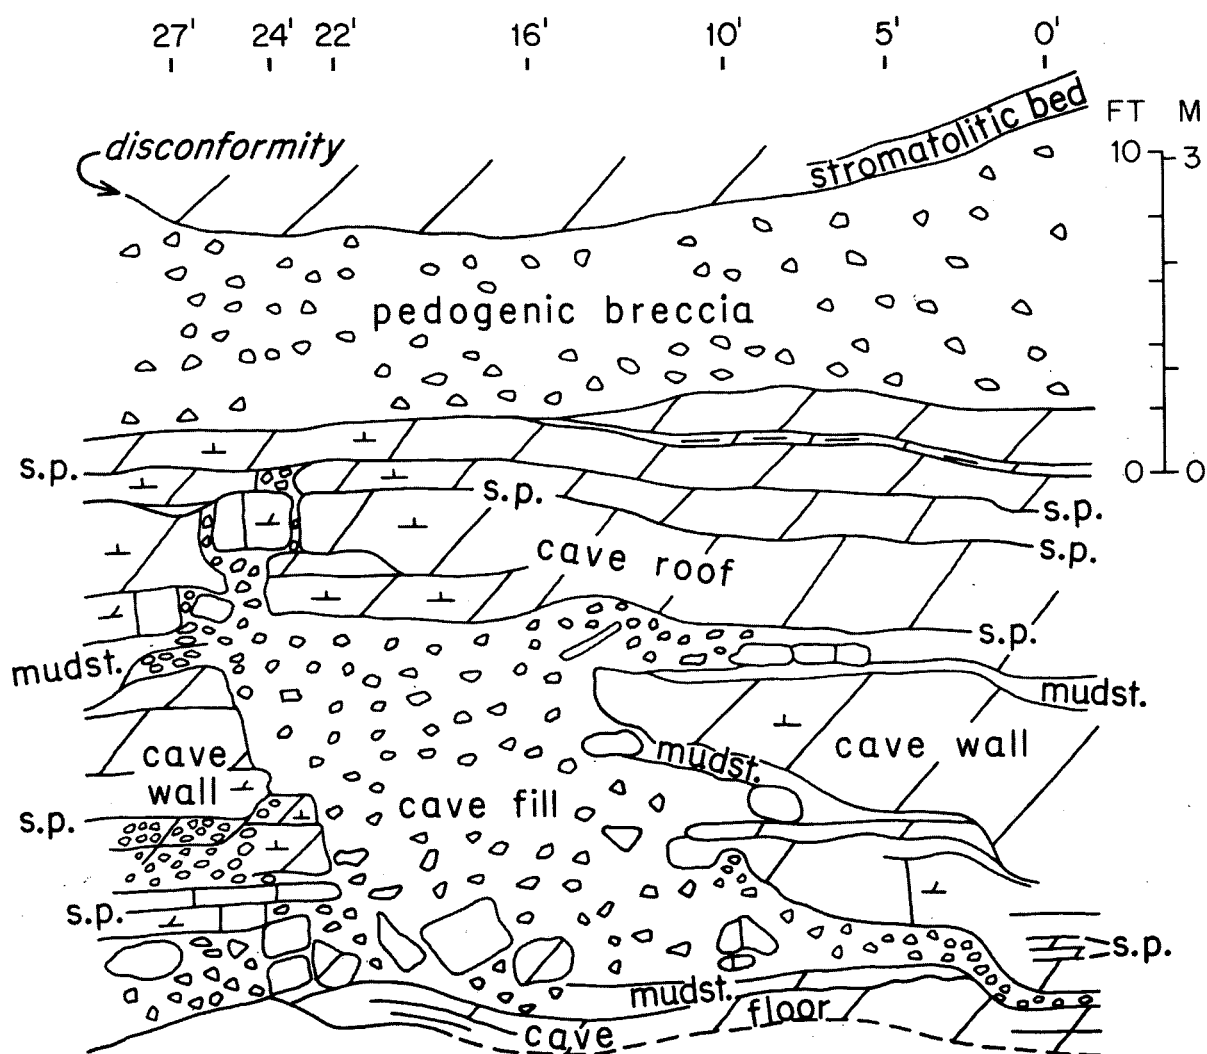 27' 24' 22' 16' 10' 5' 0'
stromatolitic bed
FT M
disconformity
10 3
pedogenic breccia
s.p.
0 0
s.p.
s.p.
cave roof
s.p.
s.p.
mudst.
mudst.
cave wall
mudst.
cave
wall
cave fill
s.p.
s.p.
s.p.
mudst.
floor
cave